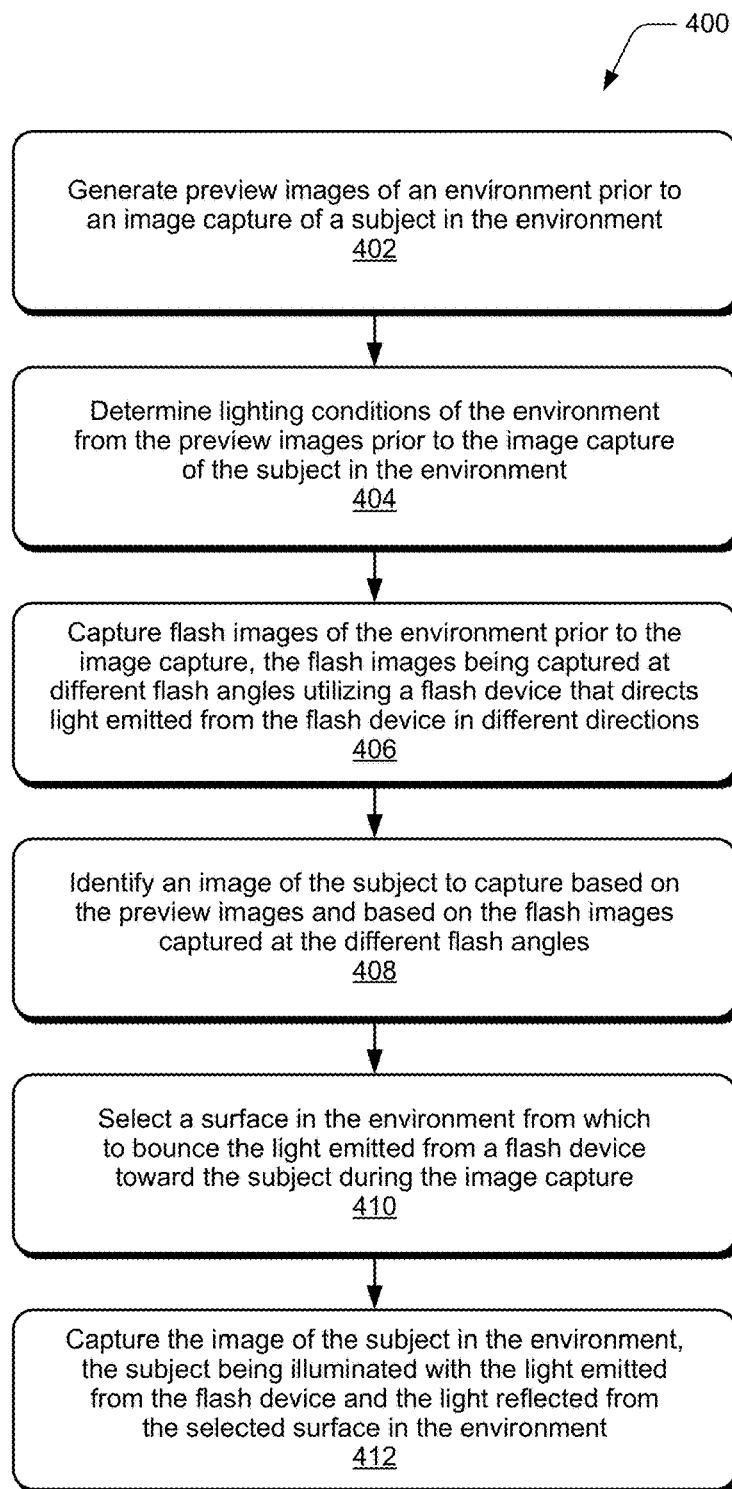 400
Generate preview images of an environment prior to
an image capture of a subject in the environment
402
Determine lighting conditions of the environment
from the preview images prior to the image capture
of the subject in the environment
404
Capture flash images of the environment prior to the
image capture, the flash images being captured at
different flash angles utilizing a flash device that directs
light emitted from the flash device in different directions
406
Identify an image of the subject to capture based on
the preview images and based on the flash images
captured at the different flash angles
408
Select a surface in the environment from which
to bounce the light emitted from a flash device
toward the subject during the image capture
410
Capture the image of the subject in the environment,
the subject being illuminated with the light emitted
from the flash device and the light reflected from
the selected surface in the environment
412